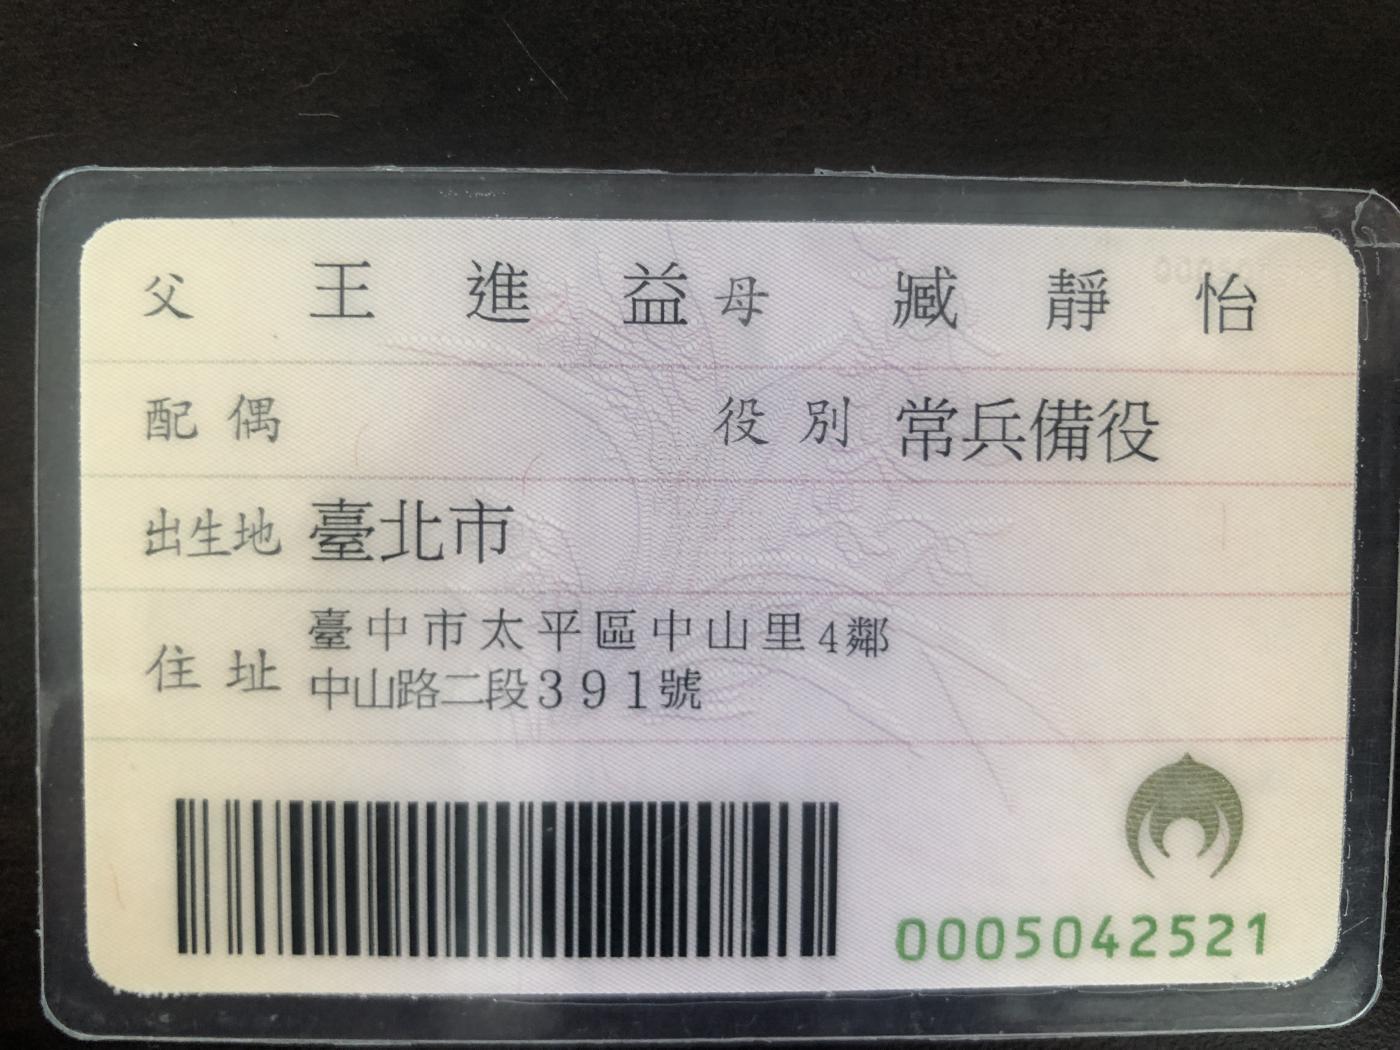 父 王進益 母 臧靜怡
配偶 役別 常兵備役
出生地 臺北市
住址 臺中市太平區中山里4鄰
中山路二段391號
0005042521